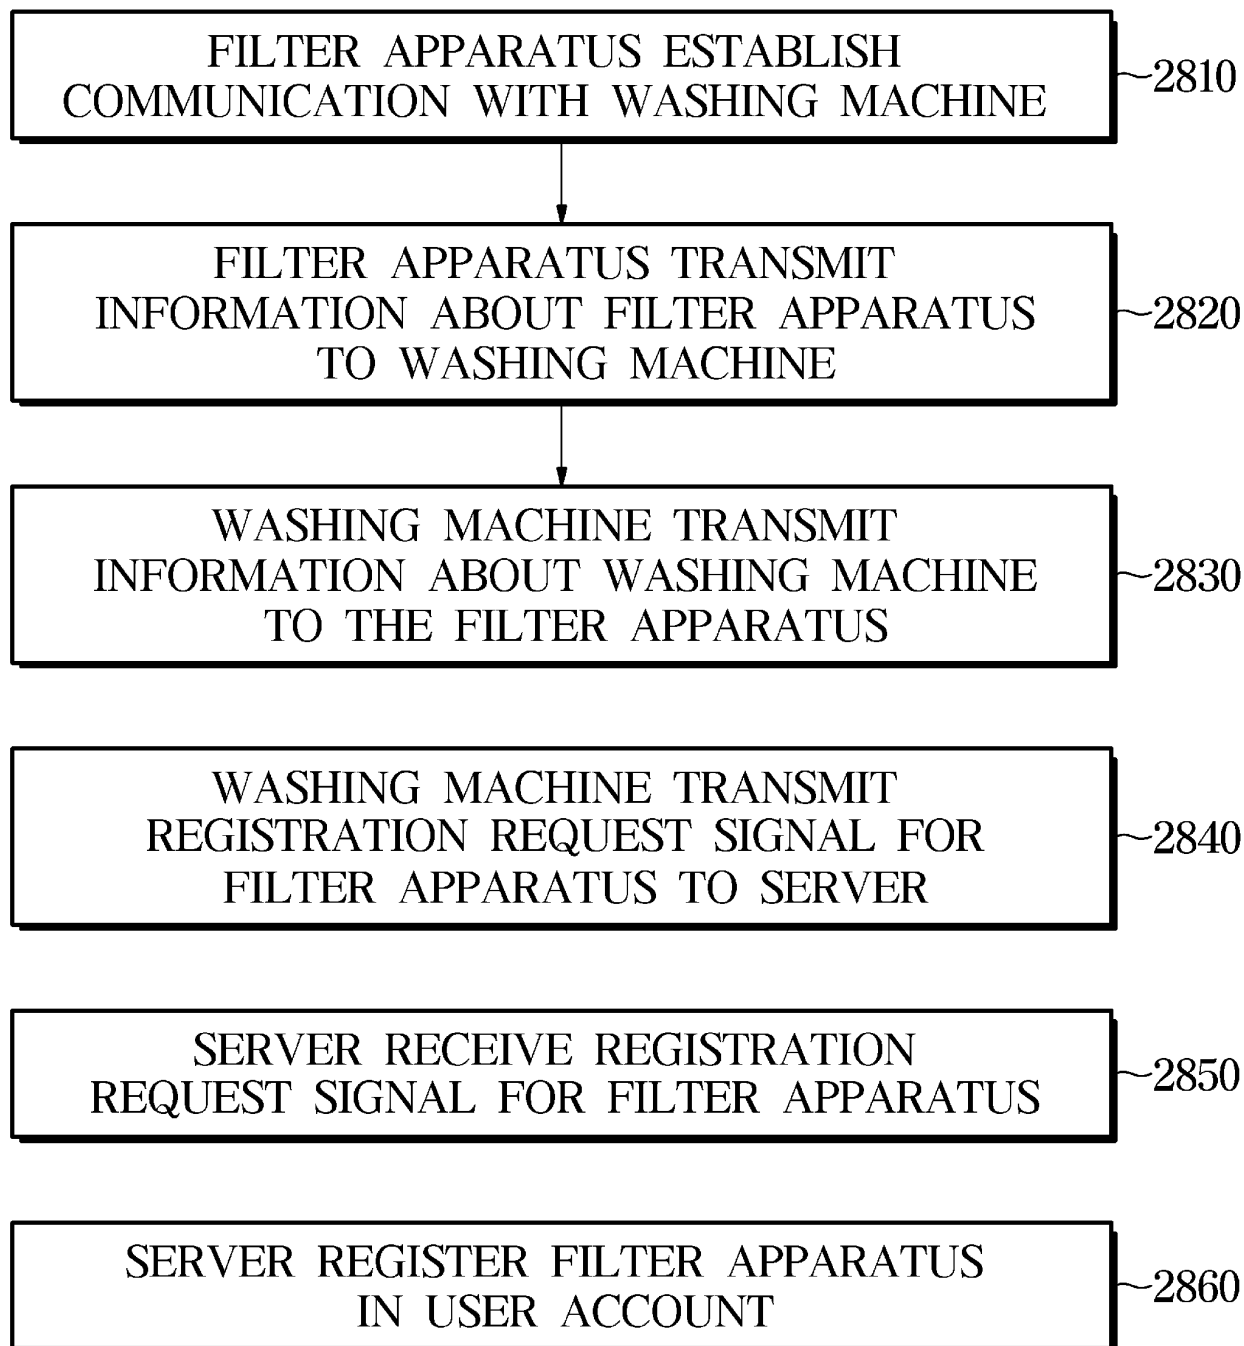 FILTER APPARATUS ESTABLISH
COMMUNICATION WITH WASHING MACHINE
2810
FILTER APPARATUS TRANSMIT
INFORMATION ABOUT FILTER APPARATUS
TO WASHING MACHINE
2820
WASHING MACHINE TRANSMIT
INFORMATION ABOUT WASHING MACHINE
TO THE FILTER APPARATUS
2830
WASHING MACHINE TRANSMIT
REGISTRATION REQUEST SIGNAL FOR
FILTER APPARATUS TO SERVER
2840
SERVER RECEIVE REGISTRATION
REQUEST SIGNAL FOR FILTER APPARATUS
2850
SERVER REGISTER FILTER APPARATUS
IN USER ACCOUNT
2860